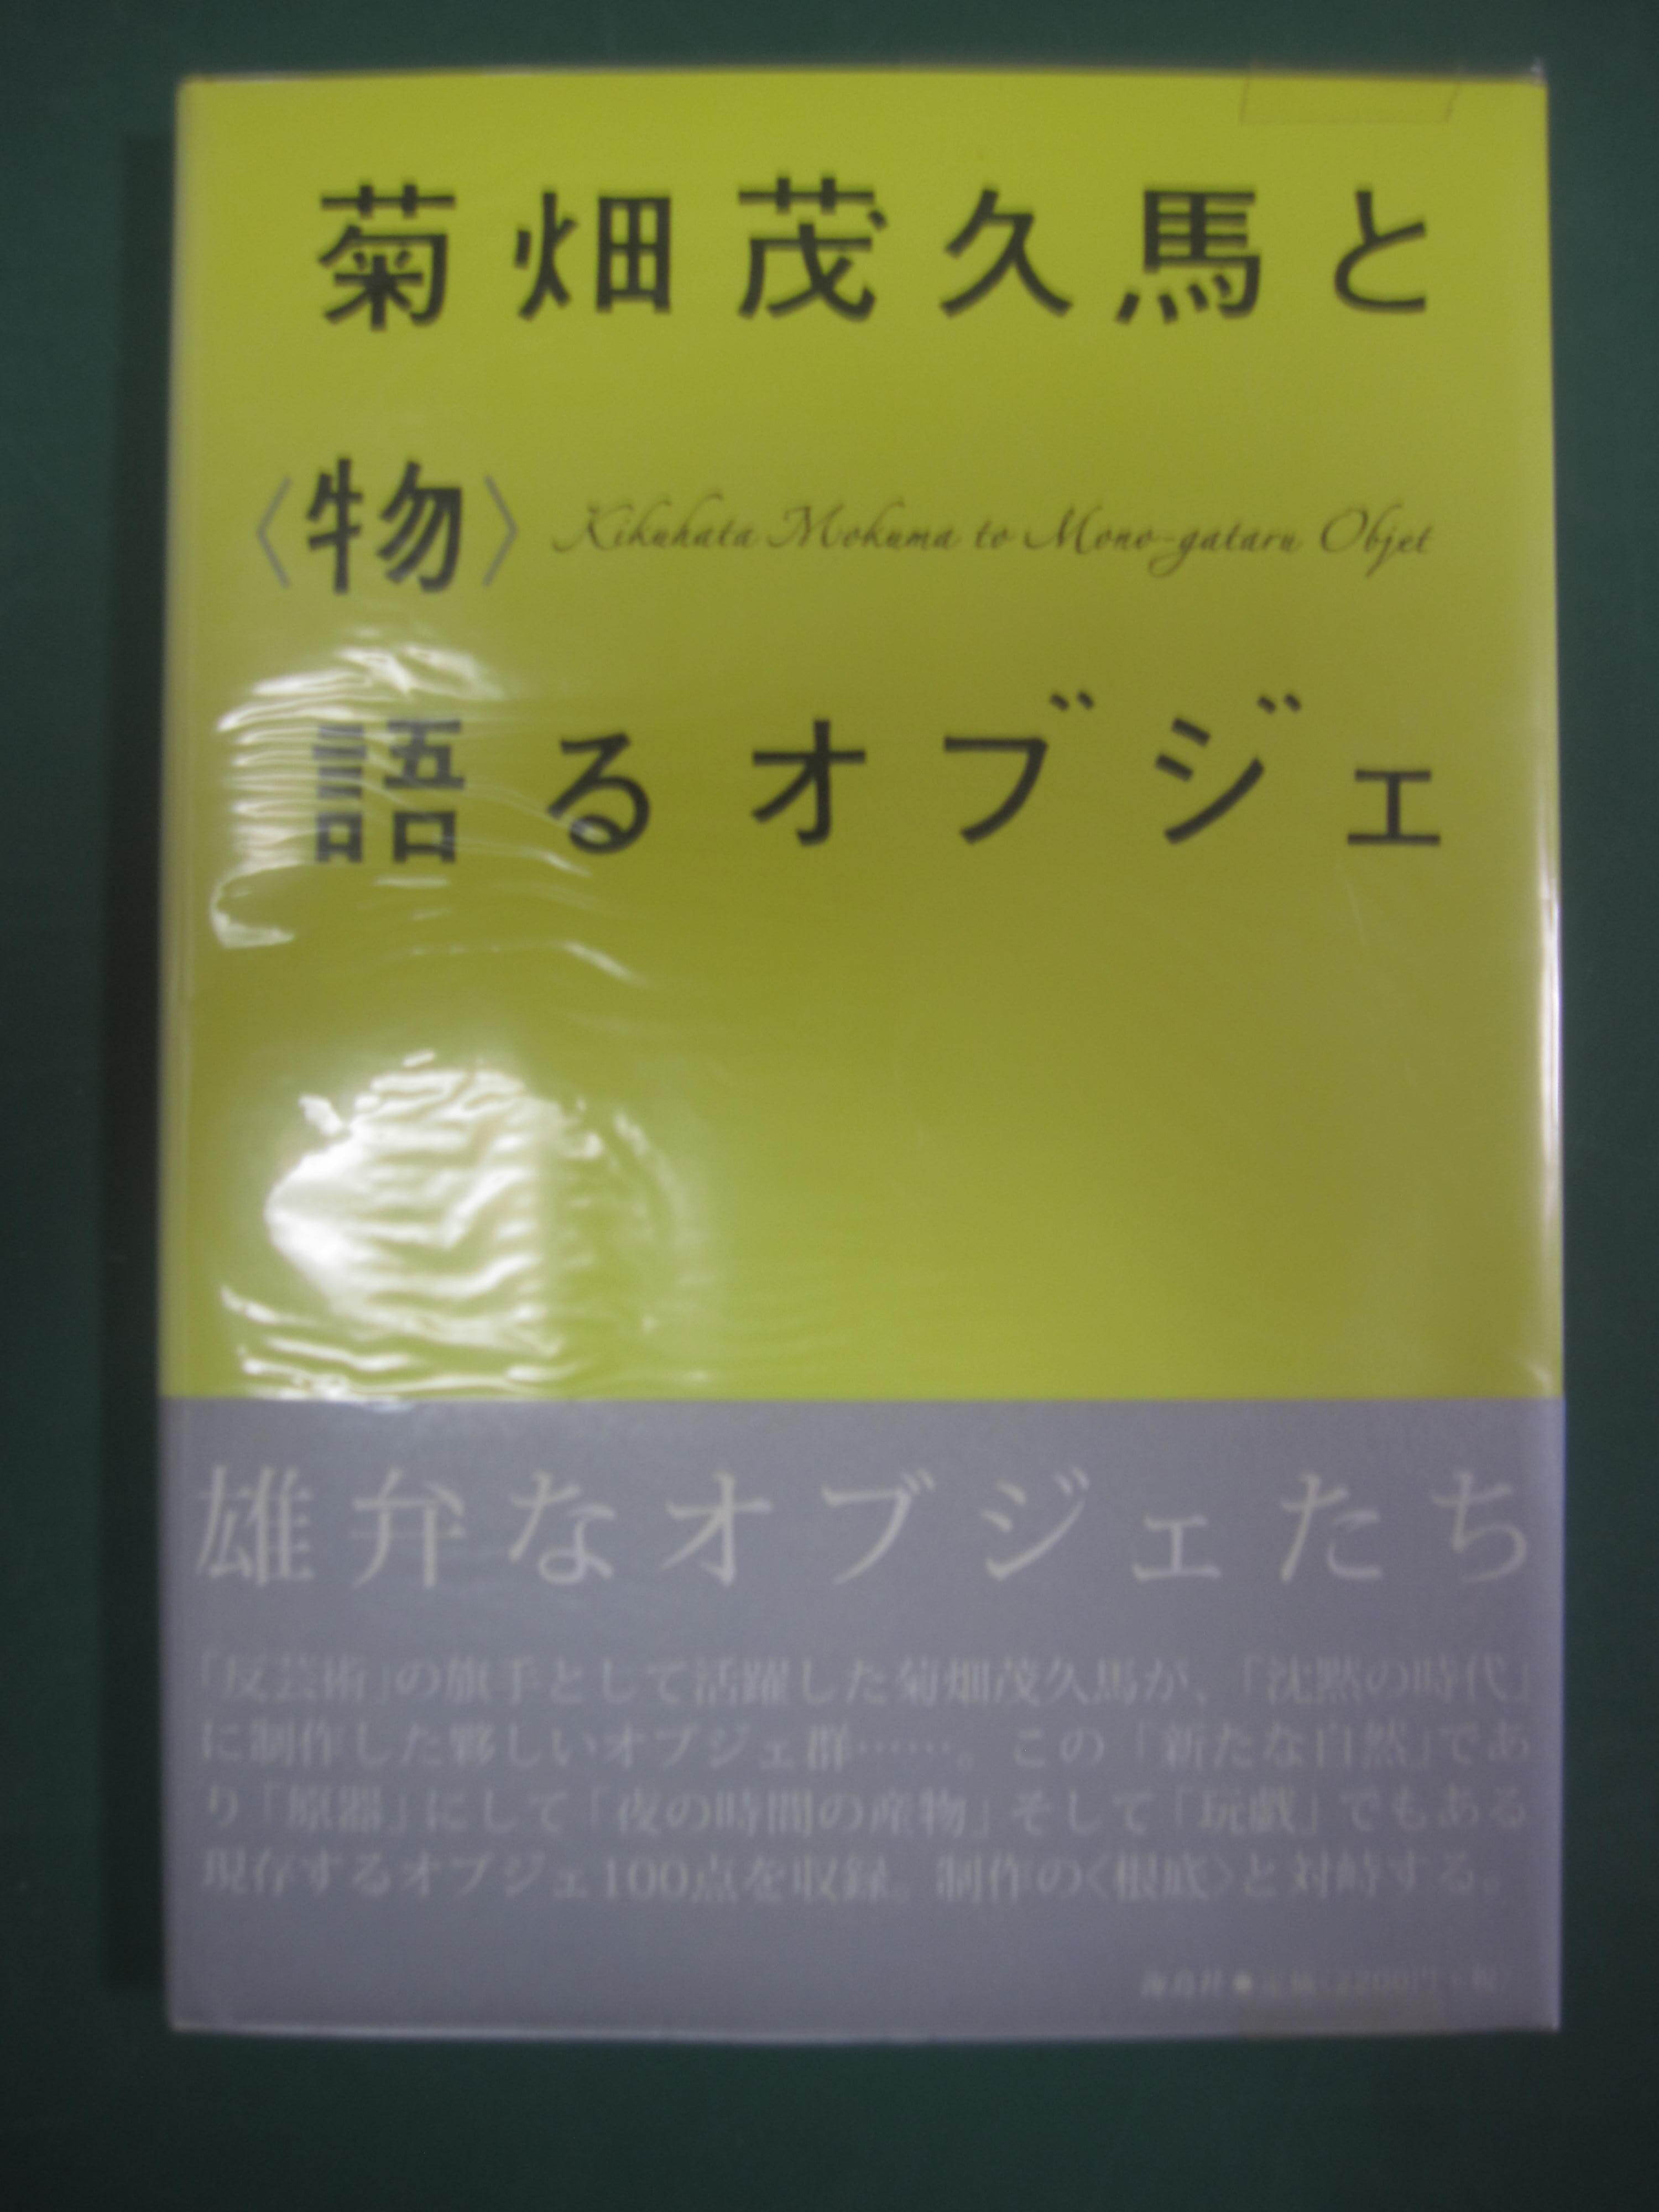 菊畑茂久馬と
〈物〉
Kikuhata Mokuma to Mono-gataru Objet
語るオブジェ
雄弁なオブジェたち
「反芸術」の旗手として活躍した菊畑茂久馬が、「沈黙の時代」
に制作した夥しいオブジェ群……。この「新たな自然」であ
り「原器」にして「夜の時間の産物」そして「玩戯」でもある
現存するオブジェ100点を収録。制作の〈根底〉と対峙する。
海鳥社●定価